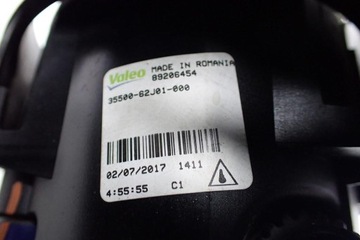 Valeo MADE IN ROMANIA
89206454
35500-62J01-000
02/07/2017 1411
4:55:55 C1